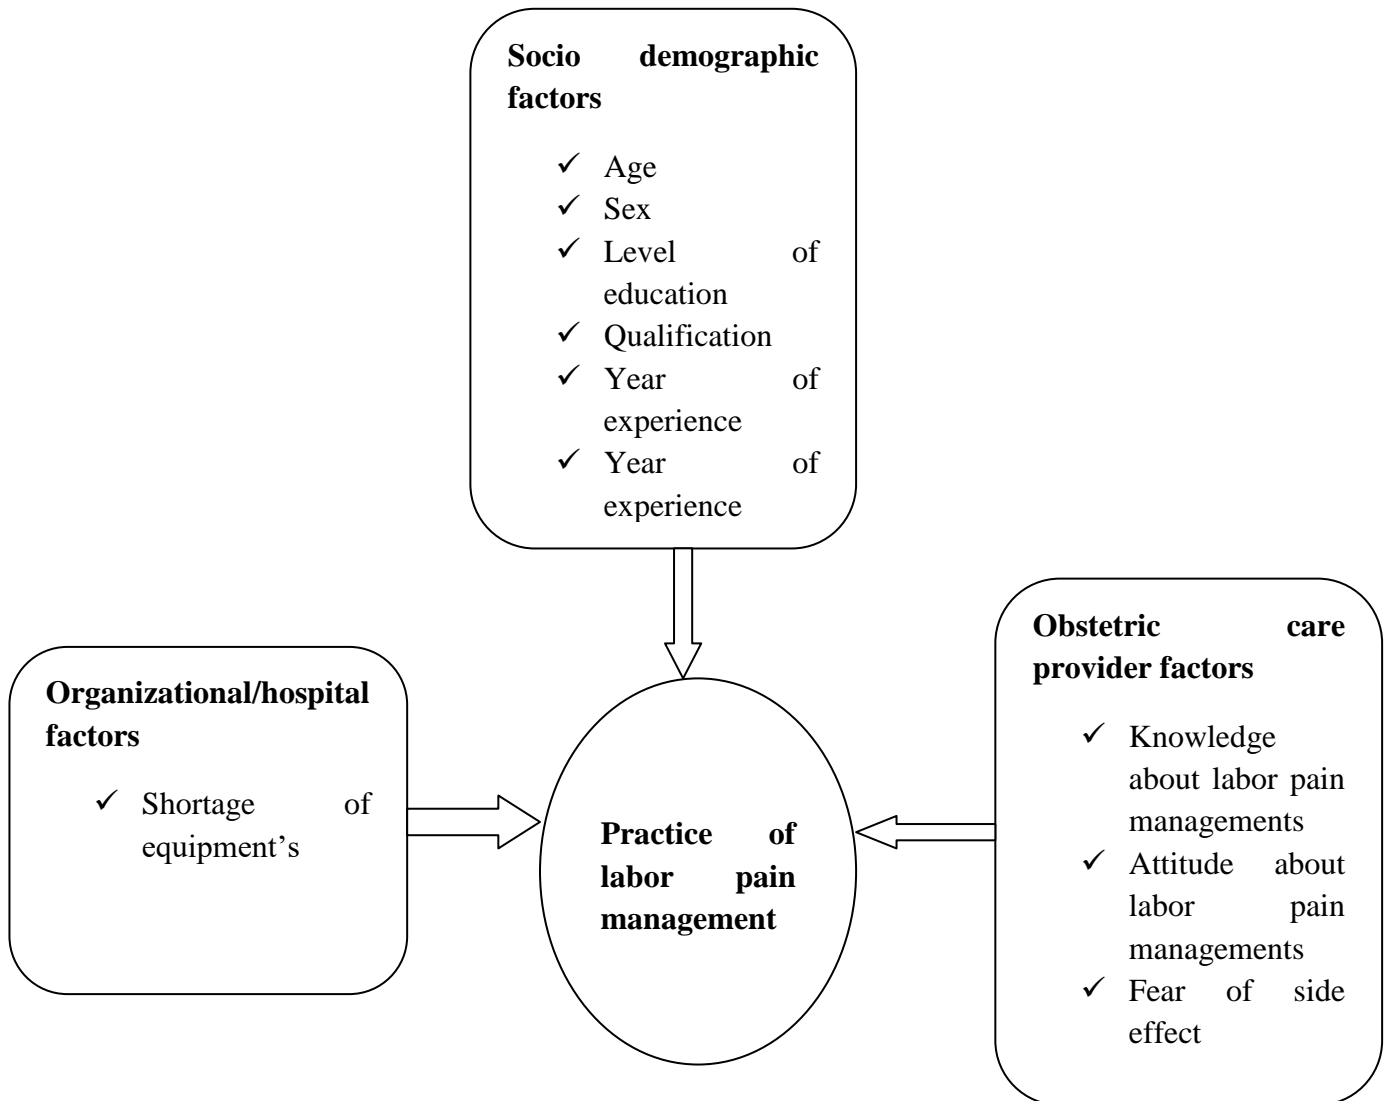 Socio demographic
factors
✓ Age
✓ Sex
✓ Level of
education
✓ Qualification
✓ Year of
experience
✓ Year of
experience
Organizational/hospital
factors
✓ Shortage of
equipment's
Practice of
labor pain
management
Obstetric care
provider factors
✓ Knowledge
about labor pain
managements
✓ Attitude about
labor pain
managements
✓ Fear of side
effect